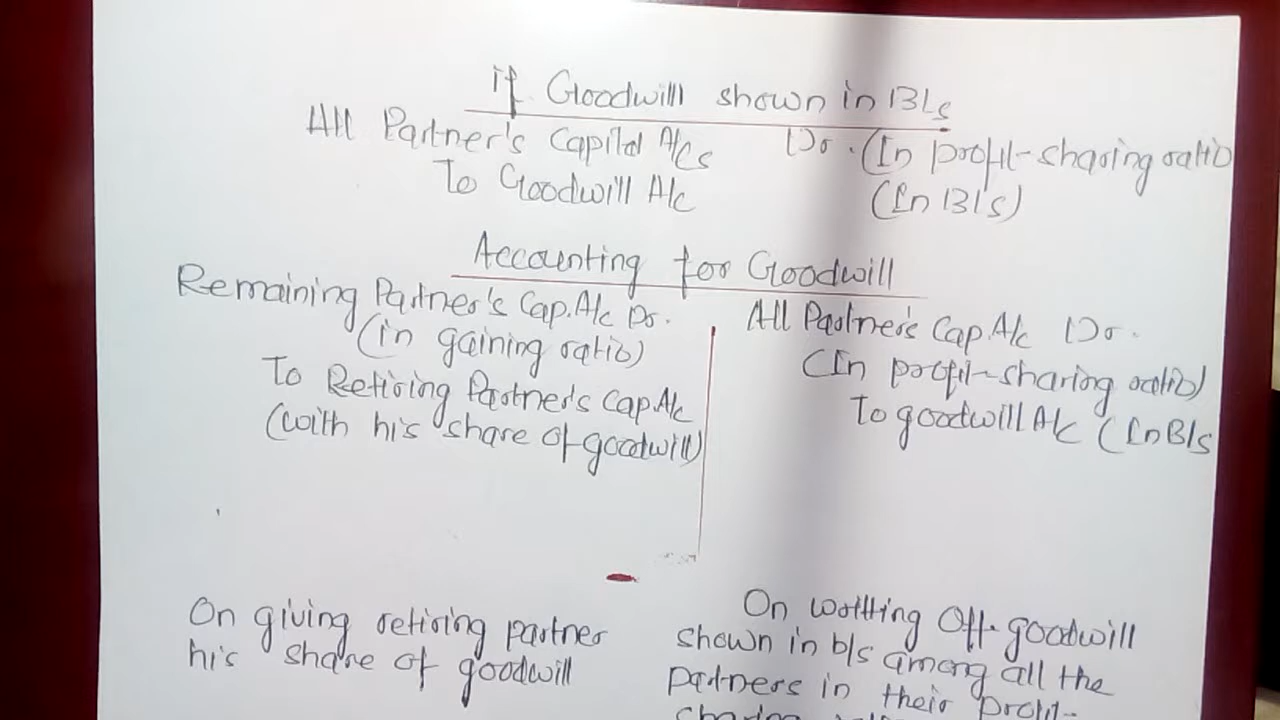 if Goodwill shown in B/s
All Partner's Capital A/cs Dr. (In profit-sharing ratio
To Goodwill A/c (In B/s)
Accounting for Goodwill
Remaining Partner's Cap.A/c Dr.
(in gaining ratio)
To Retiring Partner's Cap.A/c
(with his share of goodwill)
All Partner's Cap.A/c Dr.
(In profit-sharing ratio)
To goodwill A/c (In B/s
On giving retiring partner
his share of goodwill
On writting Off goodwill
shown in b/s among all the
partners in their profit-